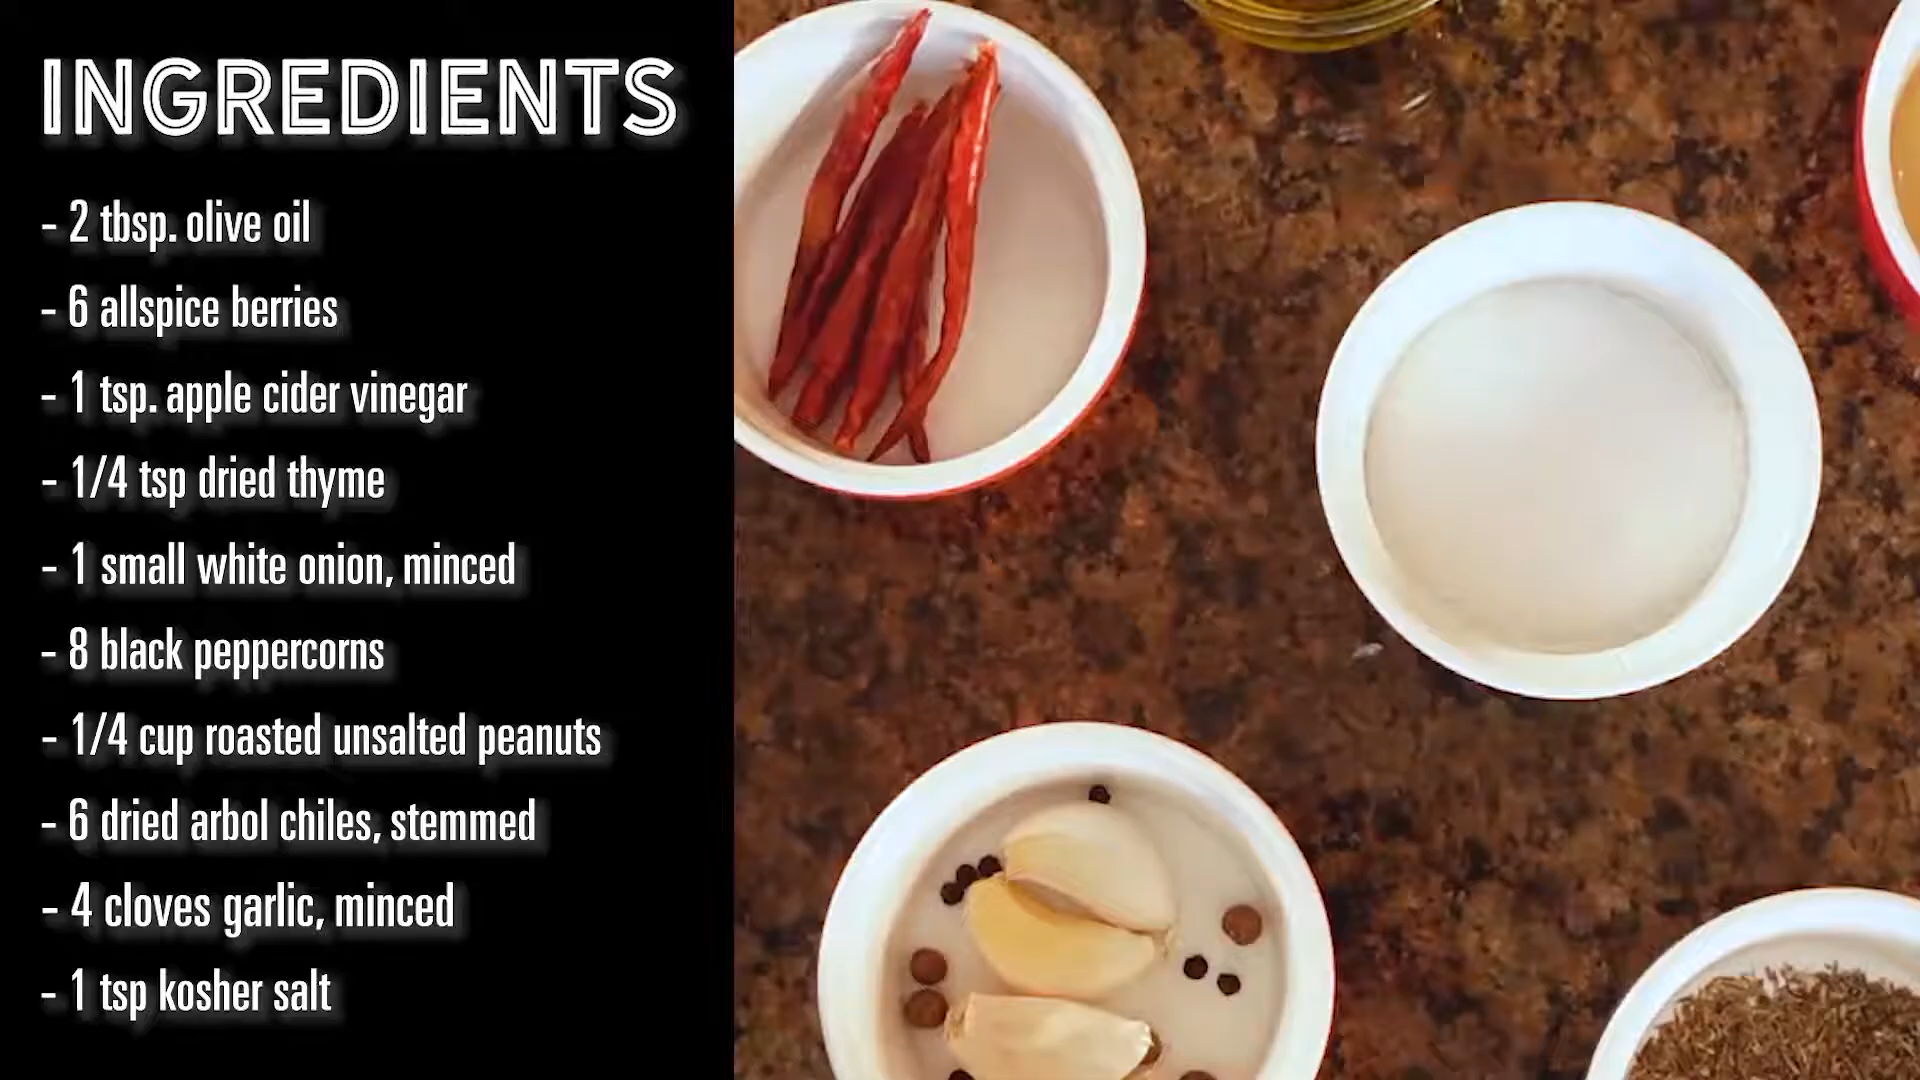 INGREDIENTS
- 2 tbsp. olive oil
- 6 allspice berries
- 1 tsp. apple cider vinegar
- 1/4 tsp dried thyme
- 1 small white onion, minced
- 8 black peppercorns
- 1/4 cup roasted unsalted peanuts
- 6 dried arbol chiles, stemmed
- 4 cloves garlic, minced
- 1 tsp kosher salt